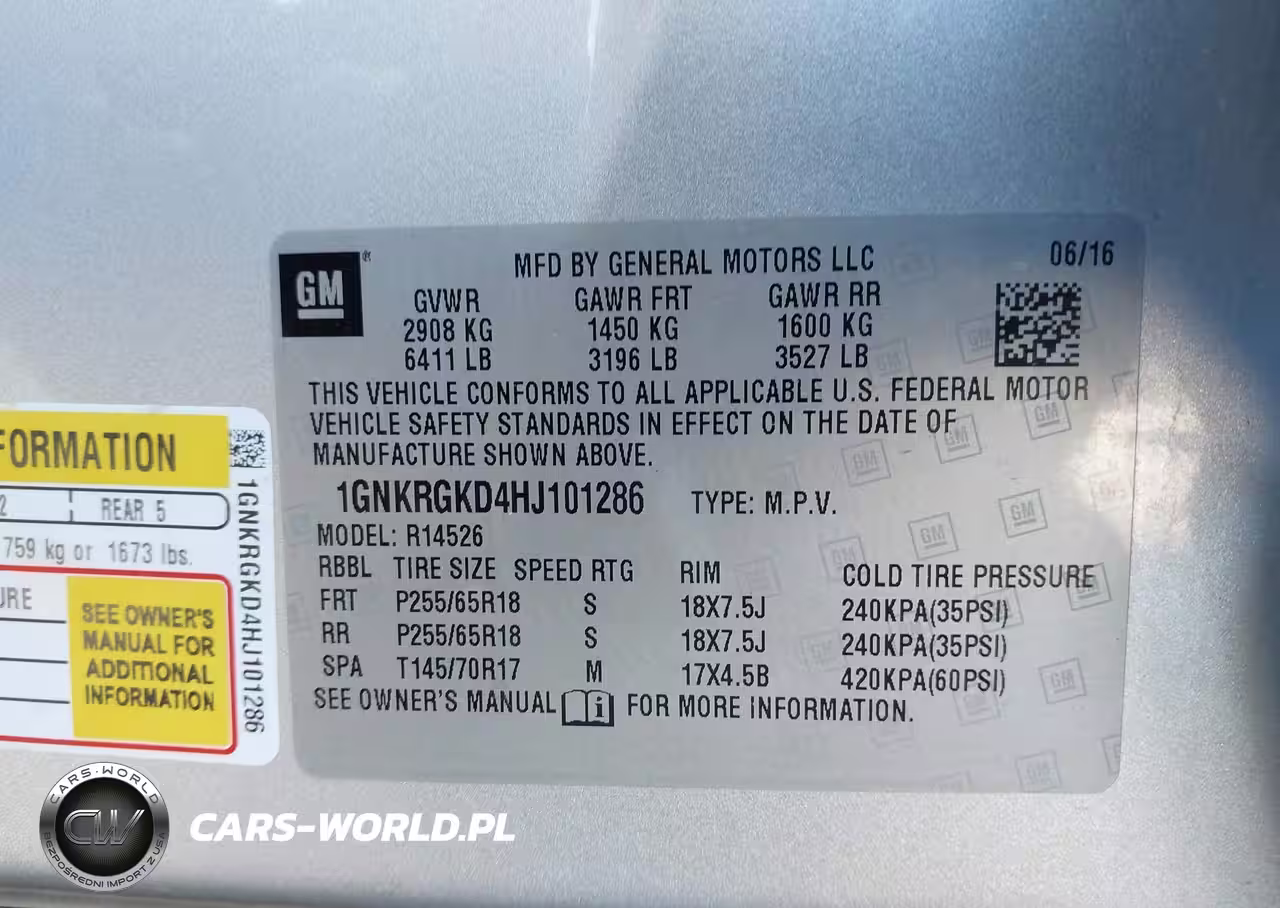 GM ®
MFD BY GENERAL MOTORS LLC 06/16
GVWR GAWR FRT GAWR RR
2908 KG 1450 KG 1600 KG
6411 LB 3196 LB 3527 LB
THIS VEHICLE CONFORMS TO ALL APPLICABLE U.S. FEDERAL MOTOR
VEHICLE SAFETY STANDARDS IN EFFECT ON THE DATE OF
MANUFACTURE SHOWN ABOVE.
1GNKRGKD4HJ101286 TYPE: M.P.V.
MODEL: R14526
RBBL TIRE SIZE SPEED RTG RIM COLD TIRE PRESSURE
FRT P255/65R18 S 18X7.5J 240KPA(35PSI)
RR P255/65R18 S 18X7.5J 240KPA(35PSI)
SPA T145/70R17 M 17X4.5B 420KPA(60PSI)
SEE OWNER'S MANUAL FOR MORE INFORMATION.
FORMATION
2 REAR 5
759 kg or 1673 lbs.
URE
SEE OWNER'S
MANUAL FOR
ADDITIONAL
INFORMATION
1GNKRGKD4HJ101286
CARS-WORLD
CW
BEZPOŚREDNI IMPORT Z USA
CARS-WORLD.PL